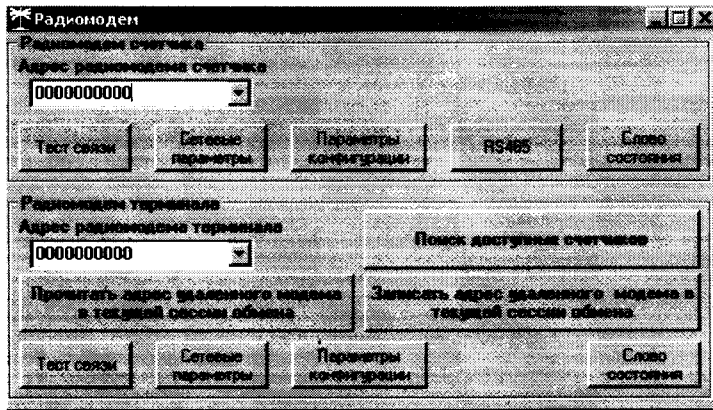 Радиомодем
Радиомодем счетчика
Адрес радиомодема счетчика
0000000000
Тест связи
Сетевые
параметры
Параметры
конфигурации
RS485
Слово
состояния
Радиомодем терминала
Адрес радиомодема терминала
0000000000
Поиск доступных счетчиков
Прочитать адрес удаленного модема
в текущей сессии обмена
Записать адрес удаленного модема в
текущей сессии обмена
Тест связи
Сетевые
параметры
Параметры
конфигурации
Слово
состояния